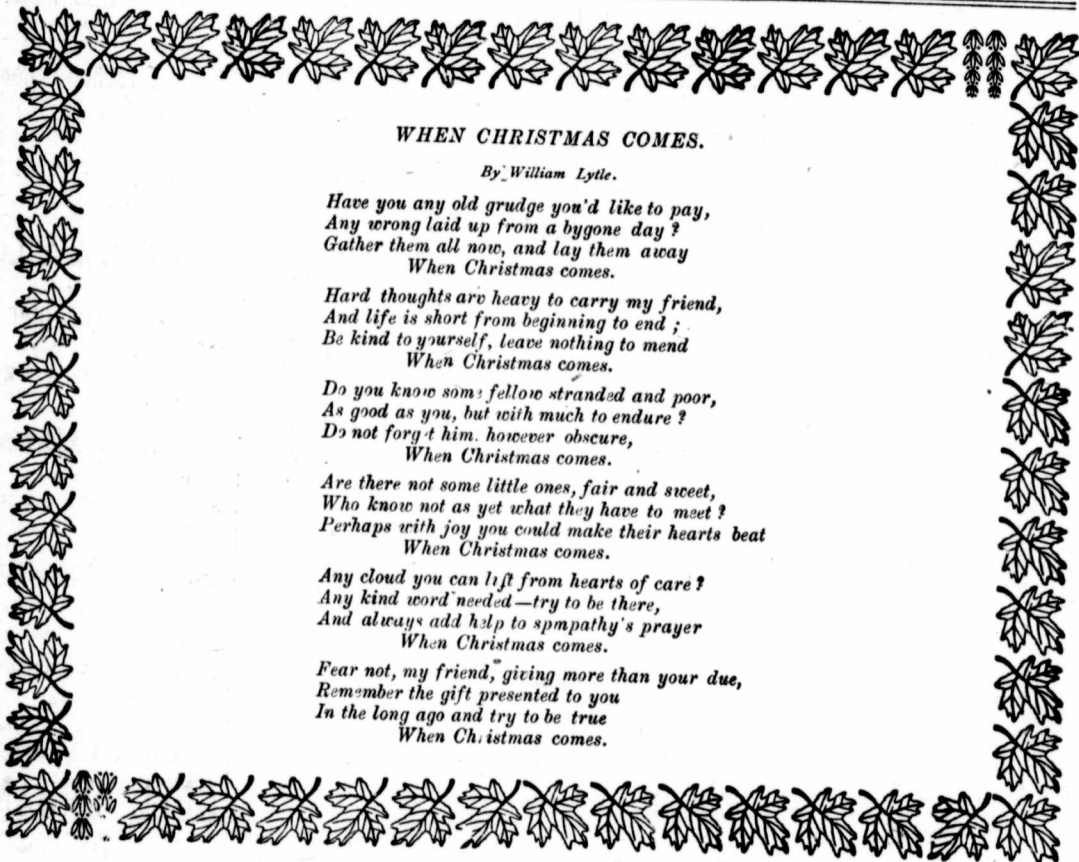 WHEN CHRISTMAS COMES.
By William Lytle.
Have you any old grudge you'd like to pay,
Any wrong laid up from a bygone day ?
Gather them all now, and lay them away
When Christmas comes.
Hard thoughts are heavy to carry my friend,
And life is short from beginning to end ;
Be kind to yourself, leave nothing to mend
When Christmas comes.
Do you know some fellow stranded and poor,
As good as you, but with much to endure ?
Do not forget him. however obscure,
When Christmas comes.
Are there not some little ones, fair and sweet,
Who know not as yet what they have to meet ?
Perhaps with joy you could make their hearts beat
When Christmas comes.
Any cloud you can lift from hearts of care ?
Any kind word needed—try to be there,
And always add help to spmpathy's prayer
When Christmas comes.
Fear not, my friend, giving more than your due,
Remember the gift presented to you
In the long ago and try to be true
When Christmas comes.